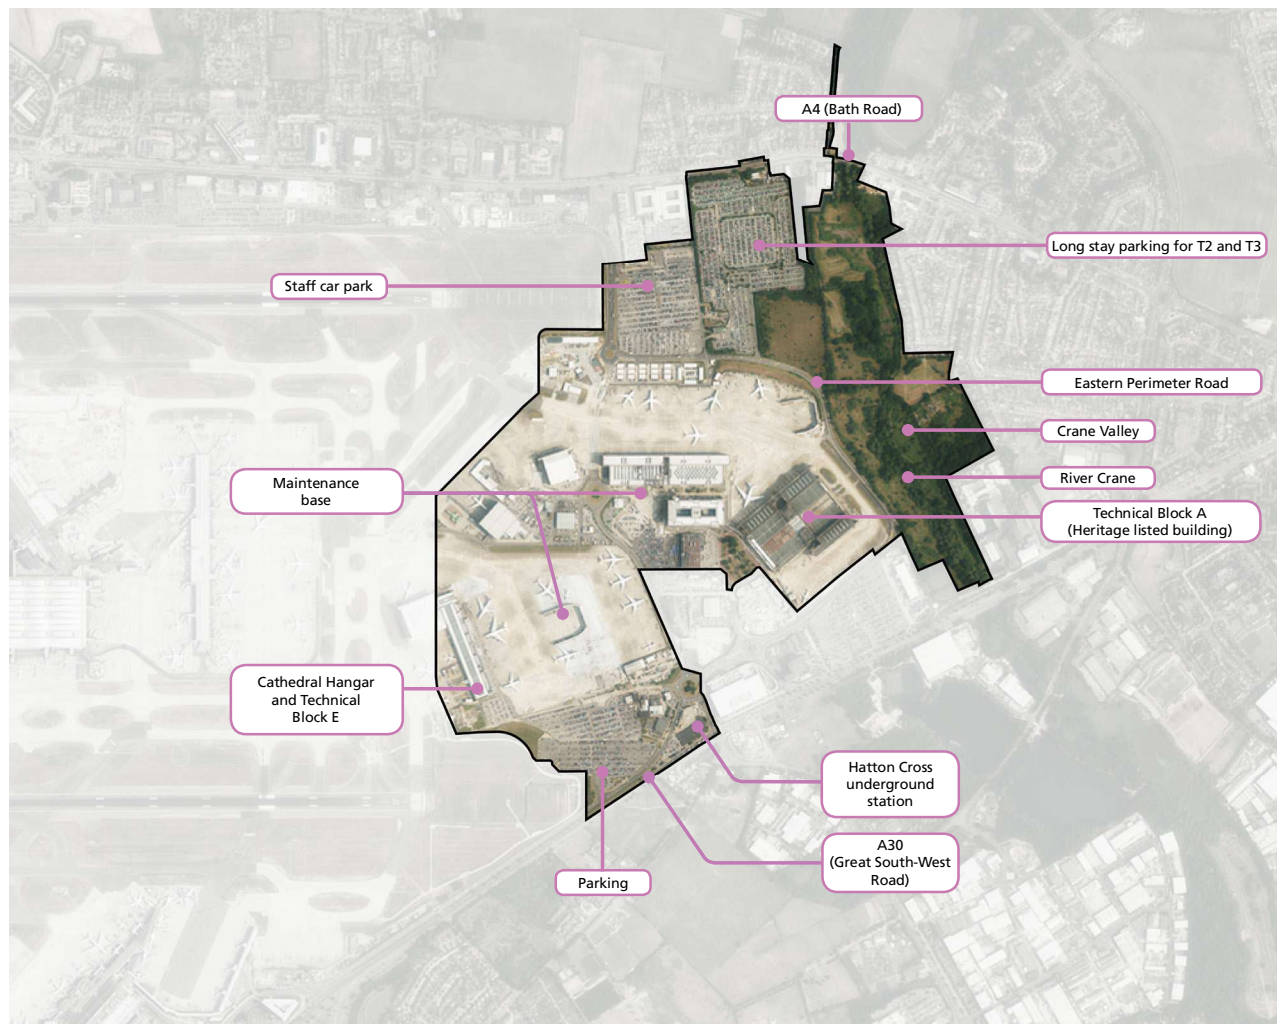 A4 (Bath Road)
Long stay parking for T2 and T3
Staff car park
Eastern Perimeter Road
Crane Valley
River Crane
Maintenance
base
Technical Block A
(Heritage listed building)
Cathedral Hangar
and Technical
Block E
Hatton Cross
underground
station
A30
(Great South-West
Road)
Parking